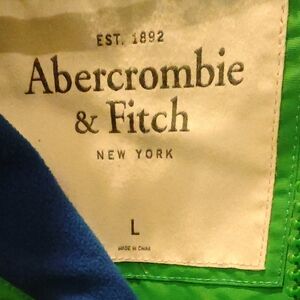 EST. 1892
Abercrombie
& Fitch
NEW YORK
L
MADE IN CHINA